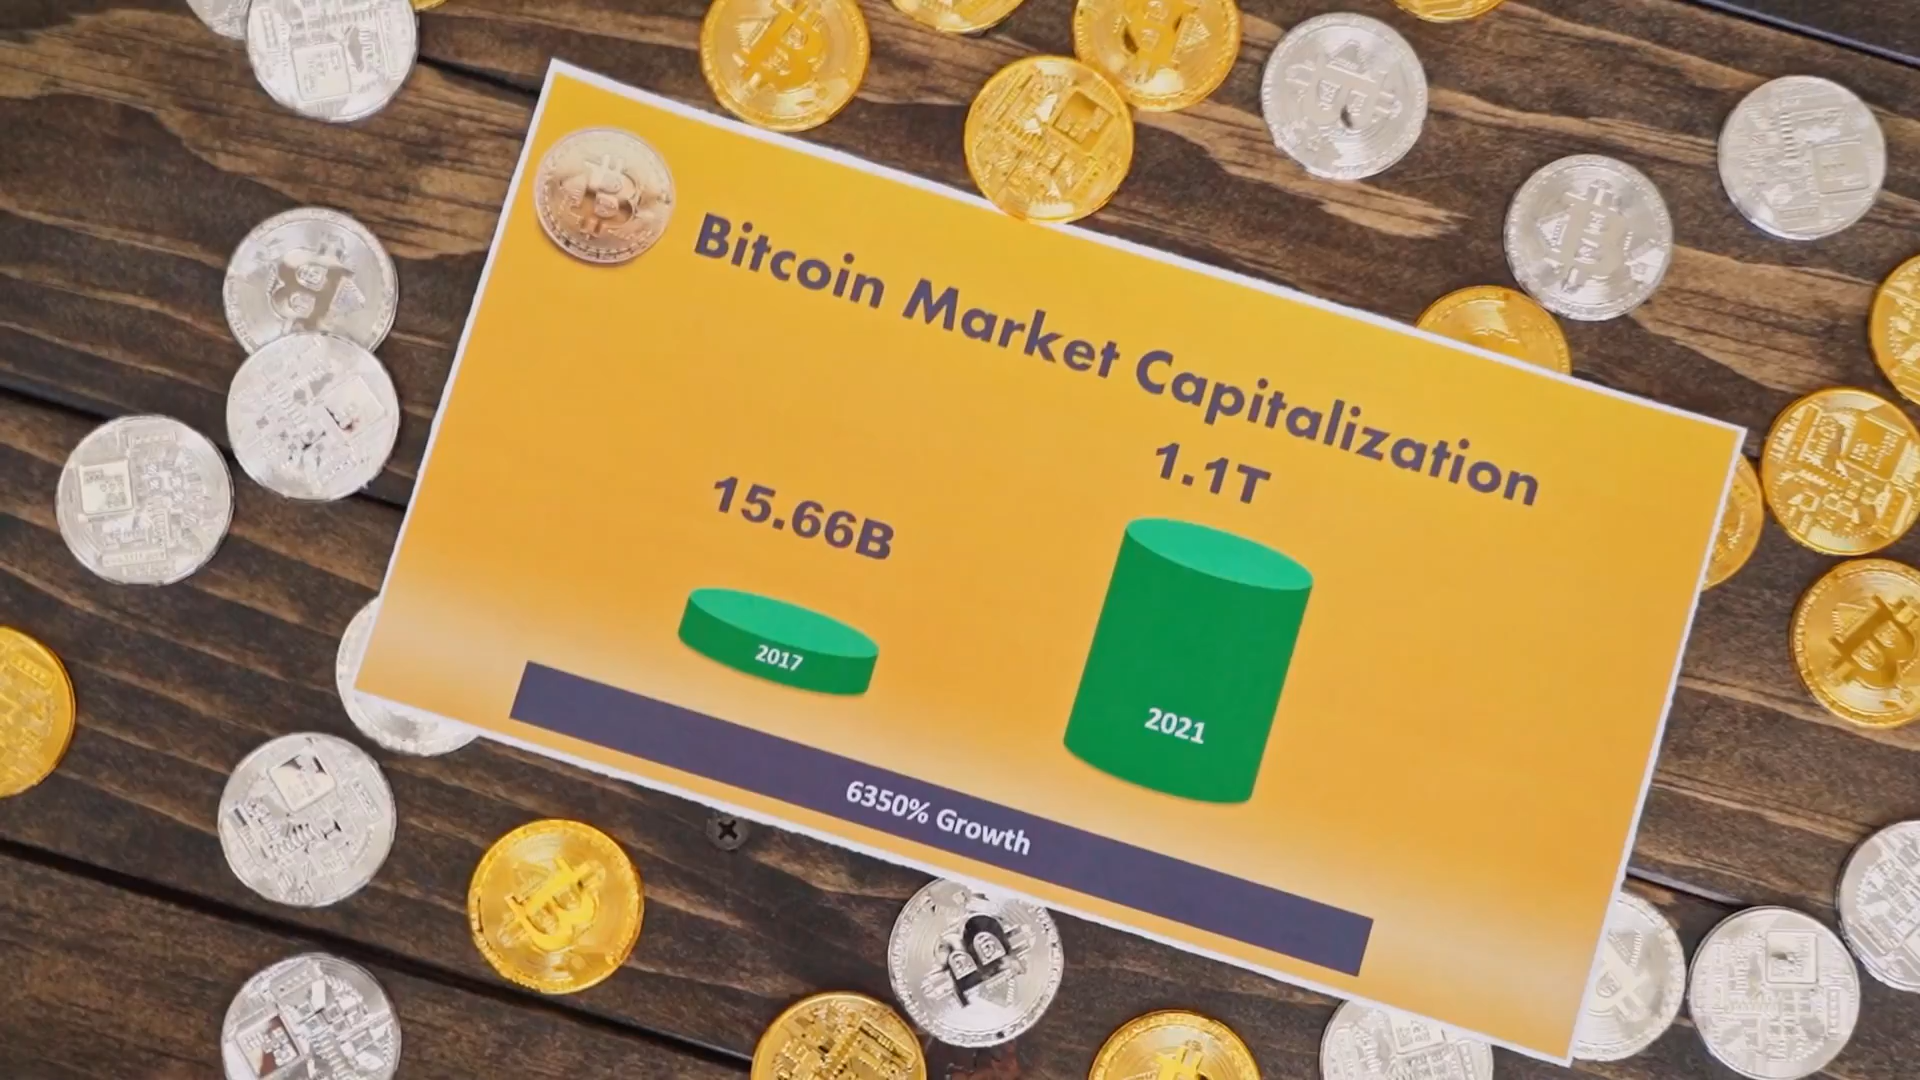 Bitcoin Market Capitalization
15.66B
1.1T
2017
2021
6350% Growth